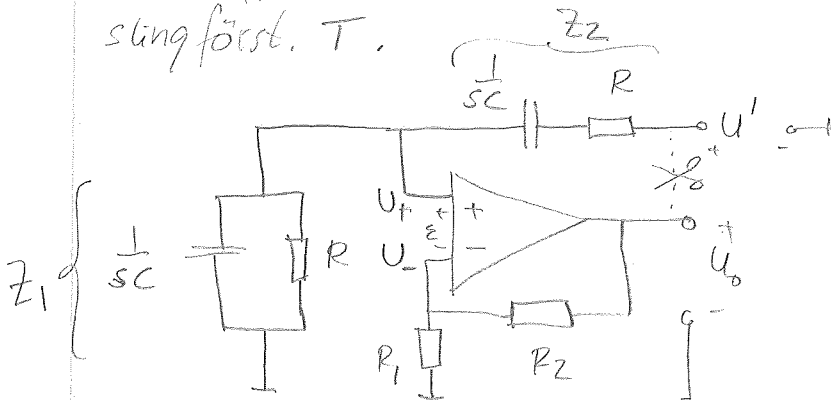 slingförst. T.
Z2
1/sC
R
U'
U+
ε
+
-
U-
1/sC
R
Z1
U0
+
-
R1
R2